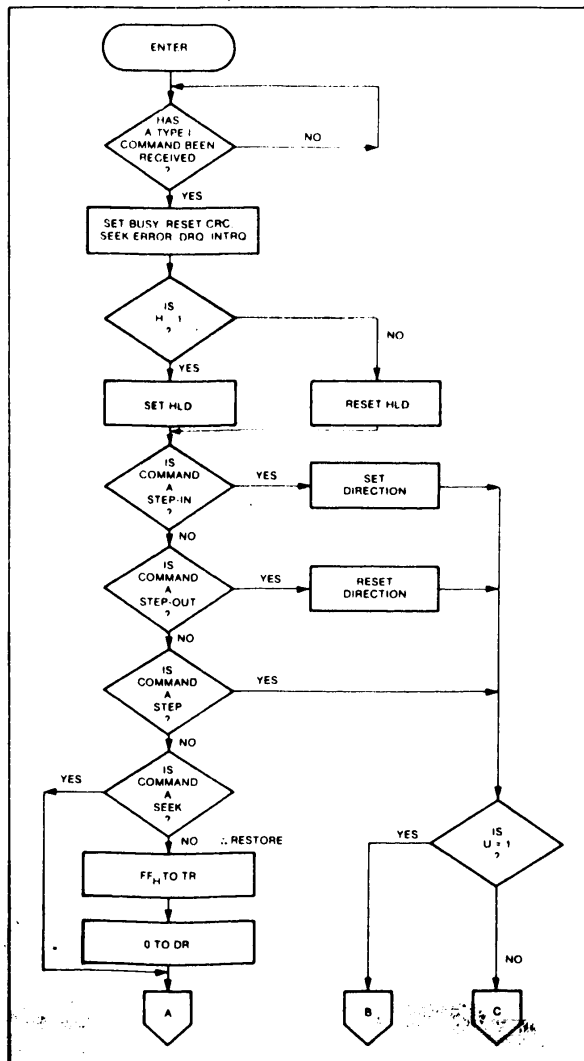 ENTER
HAS
A TYPE I
COMMAND BEEN
RECEIVED
?
NO
YES
SET BUSY RESET CRC
SEEK ERROR DRQ INTRQ
IS
H = 1
?
NO
YES
SET HLD
RESET HLD
IS
COMMAND
A
STEP-IN
?
YES
SET
DIRECTION
NO
IS
COMMAND
A
STEP-OUT
?
YES
RESET
DIRECTION
NO
IS
COMMAND
A
STEP
?
YES
NO
YES
IS
COMMAND
A
SEEK
?
YES
IS
U = 1
?
NO ∴ RESTORE
FFH TO TR
0 TO DR
NO
A
B
C